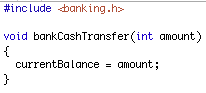 #include <banking.h>
void bankCashTransfer(int amount)
{
  currentBalance = amount;
}